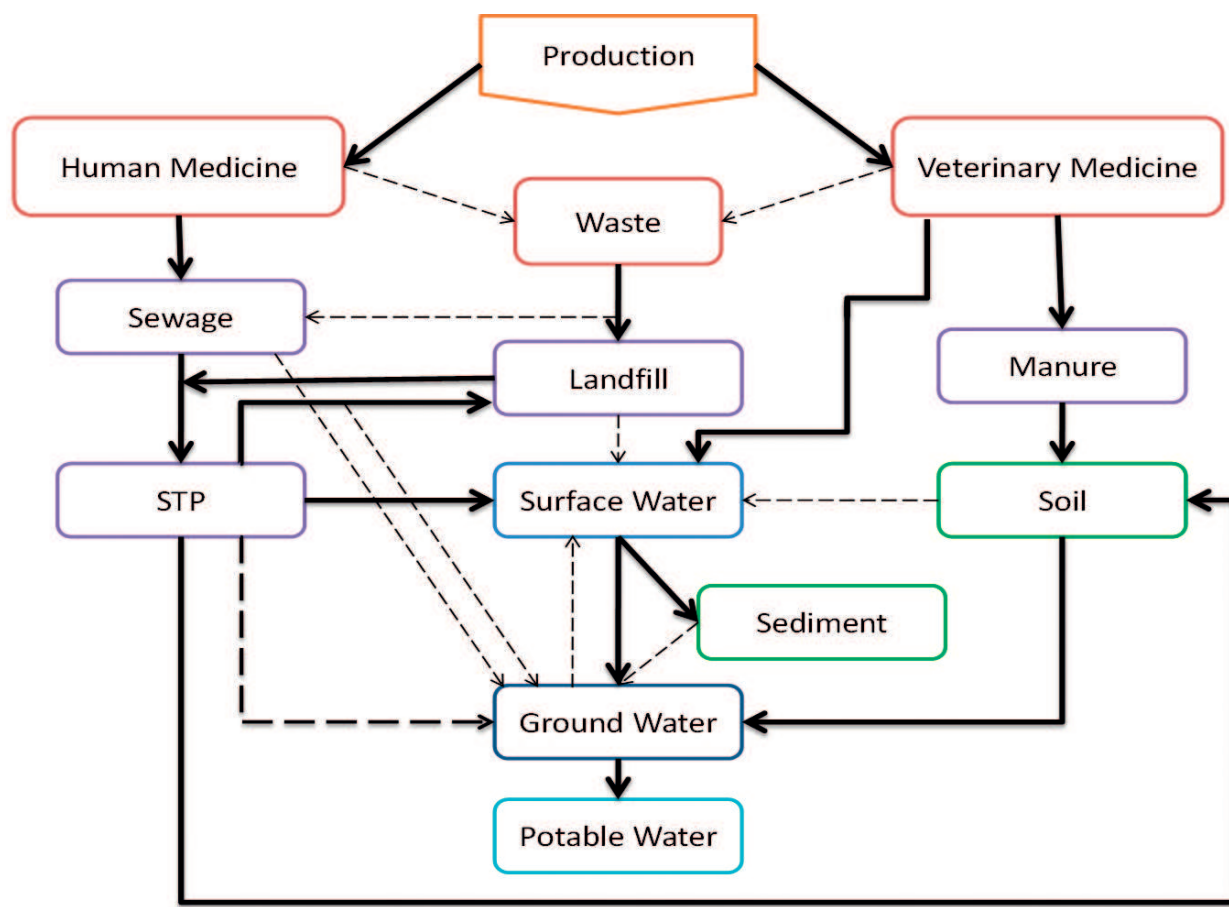 Production
Human Medicine
Veterinary Medicine
Waste
Sewage
Landfill
Manure
STP
Surface Water
Soil
Sediment
Ground Water
Potable Water